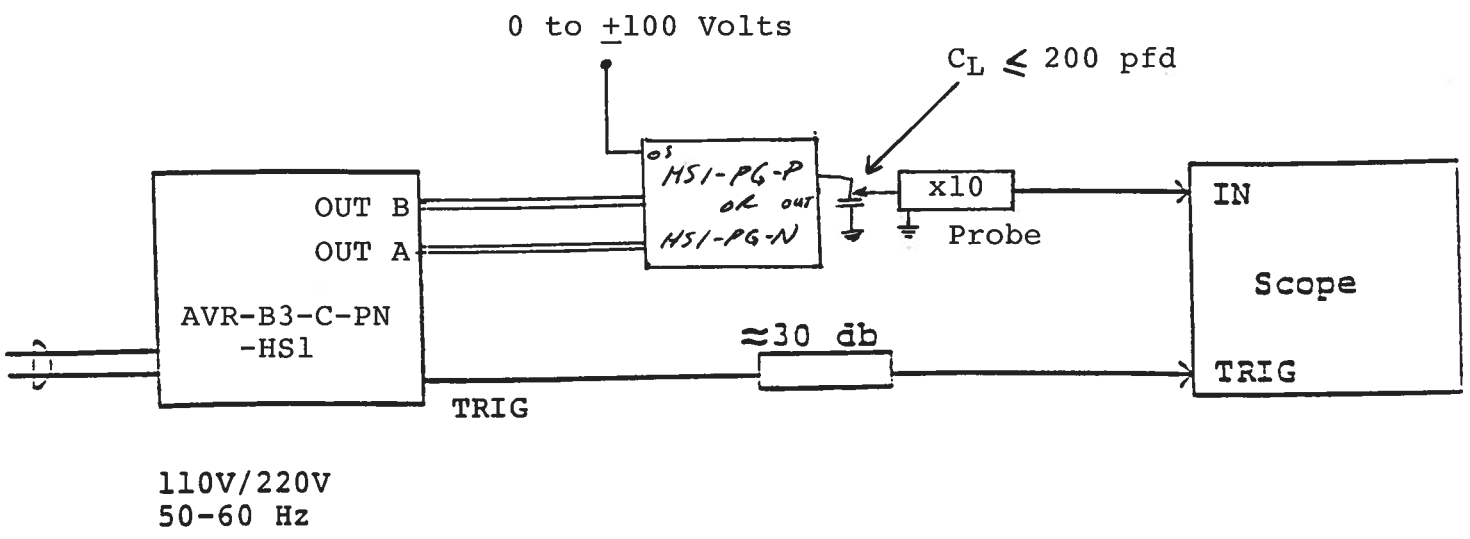 0 to ±100 Volts
CL ≤ 200 pfd
OS
HS1-PG-P
OR OUT
HS1-PG-N
x10
Probe
IN
Scope
TRIG
OUT B
OUT A
AVR-B3-C-PN
-HS1
≈30 db
TRIG
110V/220V
50-60 Hz